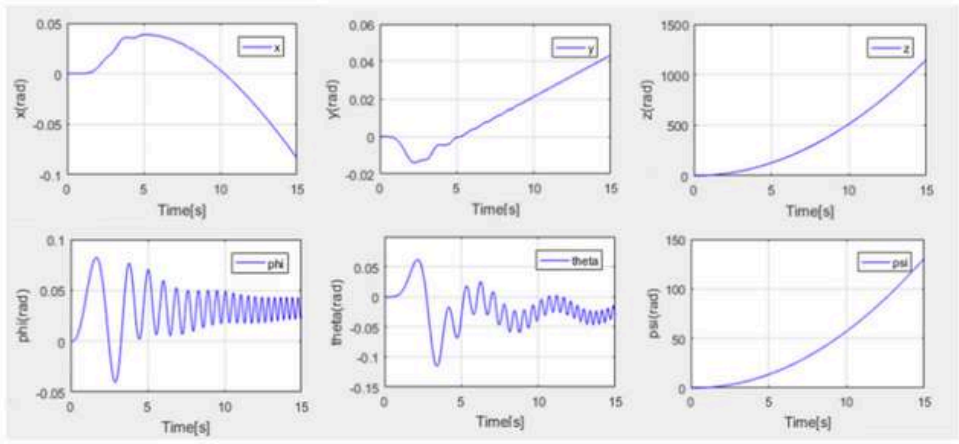 0.05
0
-0.05
-0.1
x(rad)
x
0 5 10 15
Time[s]
0.06
0.04
0.02
0
-0.02
y(rad)
y
0 5 10 15
Time[s]
1500
1000
500
0
z(rad)
z
0 5 10 15
Time[s]
0.1
0.05
0
-0.05
phi(rad)
phi
0 5 10 15
Time[s]
0.05
0
-0.05
-0.1
-0.15
theta(rad)
theta
0 5 10 15
Time[s]
150
100
50
0
psi(rad)
psi
0 5 10 15
Time[s]